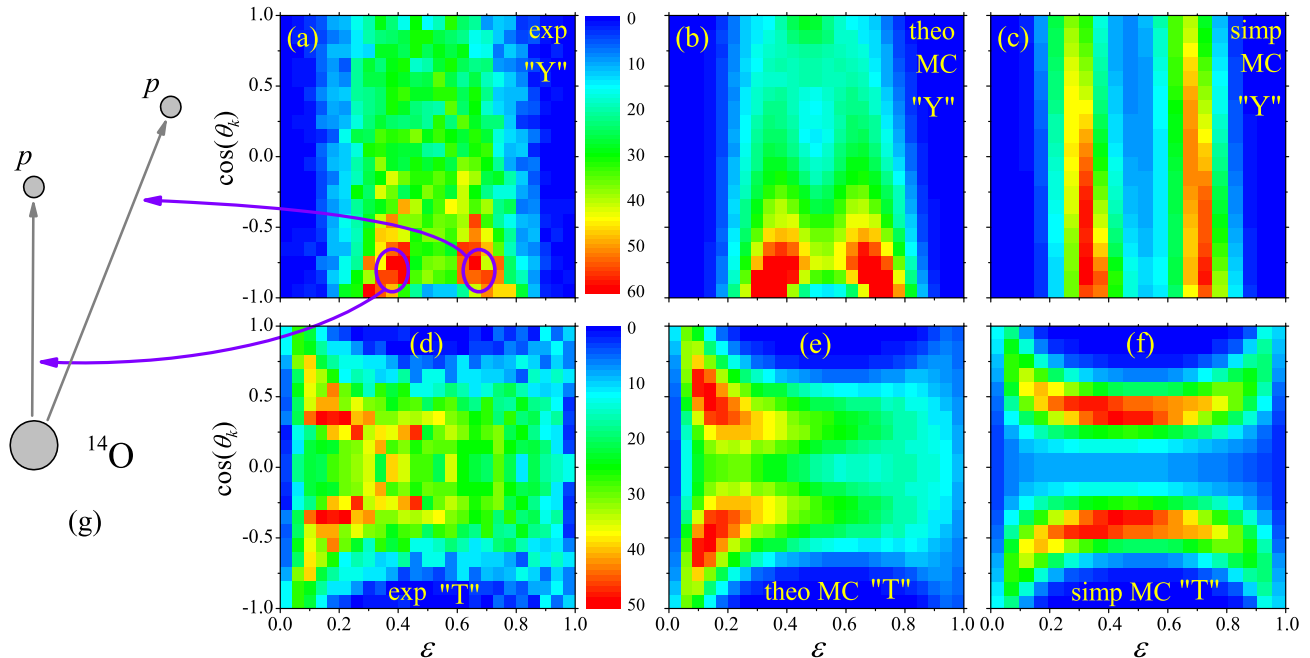 (a)
exp
"Y"
(b)
theo
MC
"Y"
(c)
simp
MC
"Y"
1.0
0.5
0.0
-0.5
-1.0
cos(θₖ)
0
10
20
30
40
50
60
p
p
¹⁴O
(g)
(d)
exp "T"
(e)
theo MC "T"
(f)
simp MC "T"
1.0
0.5
0.0
-0.5
-1.0
cos(θₖ)
0
10
20
30
40
50
0.0 0.2 0.4 0.6 0.8 1.0
ε
0.0 0.2 0.4 0.6 0.8 1.0
ε
0.0 0.2 0.4 0.6 0.8 1.0
ε